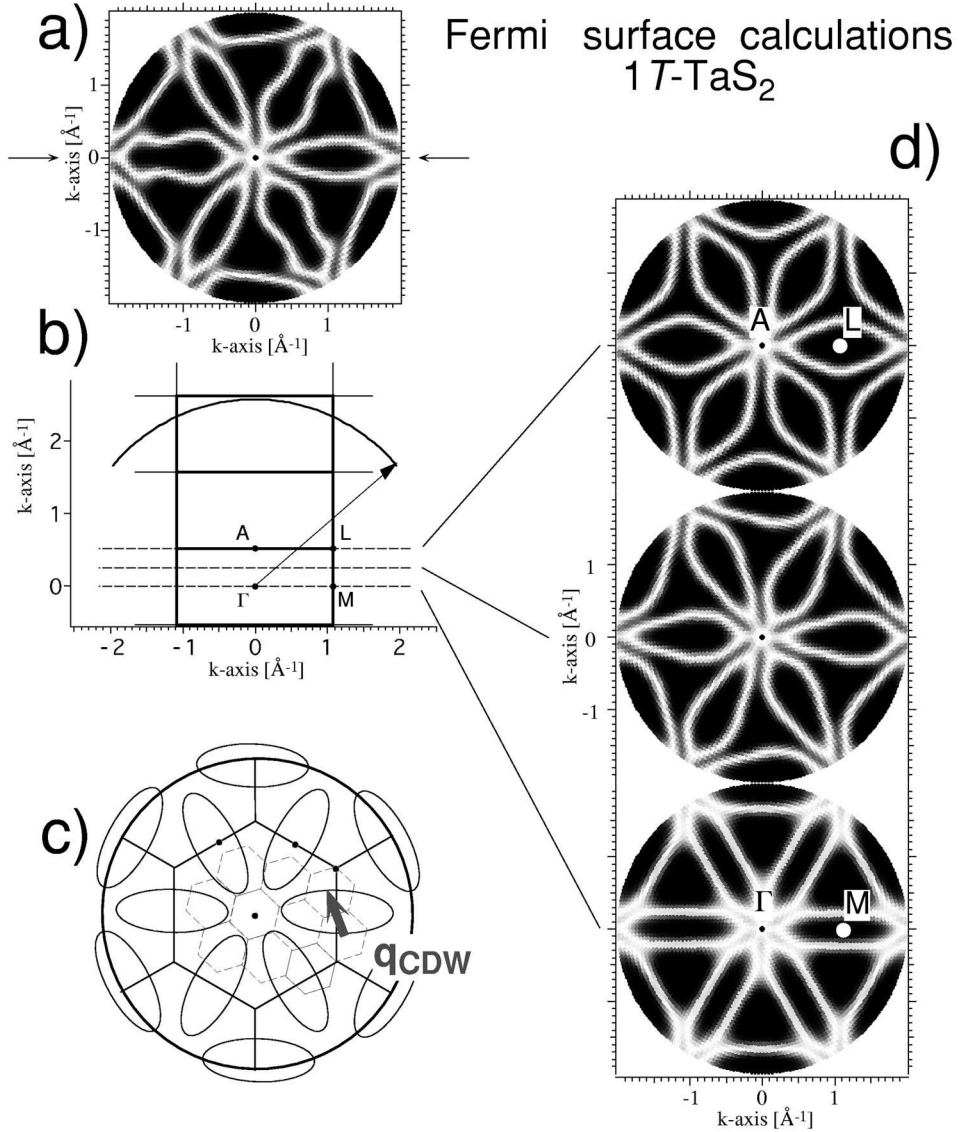 a)
Fermi surface calculations
1T-TaS2
k-axis [Å-1]
1
0
-1
-1
0
1
k-axis [Å-1]
b)
k-axis [Å-1]
2
1
0
A
L
Γ
M
-2
-1
0
1
2
k-axis [Å-1]
c)
qCDW
d)
A
L
k-axis [Å-1]
1
0
-1
Γ
M
-1
0
1
k-axis [Å-1]